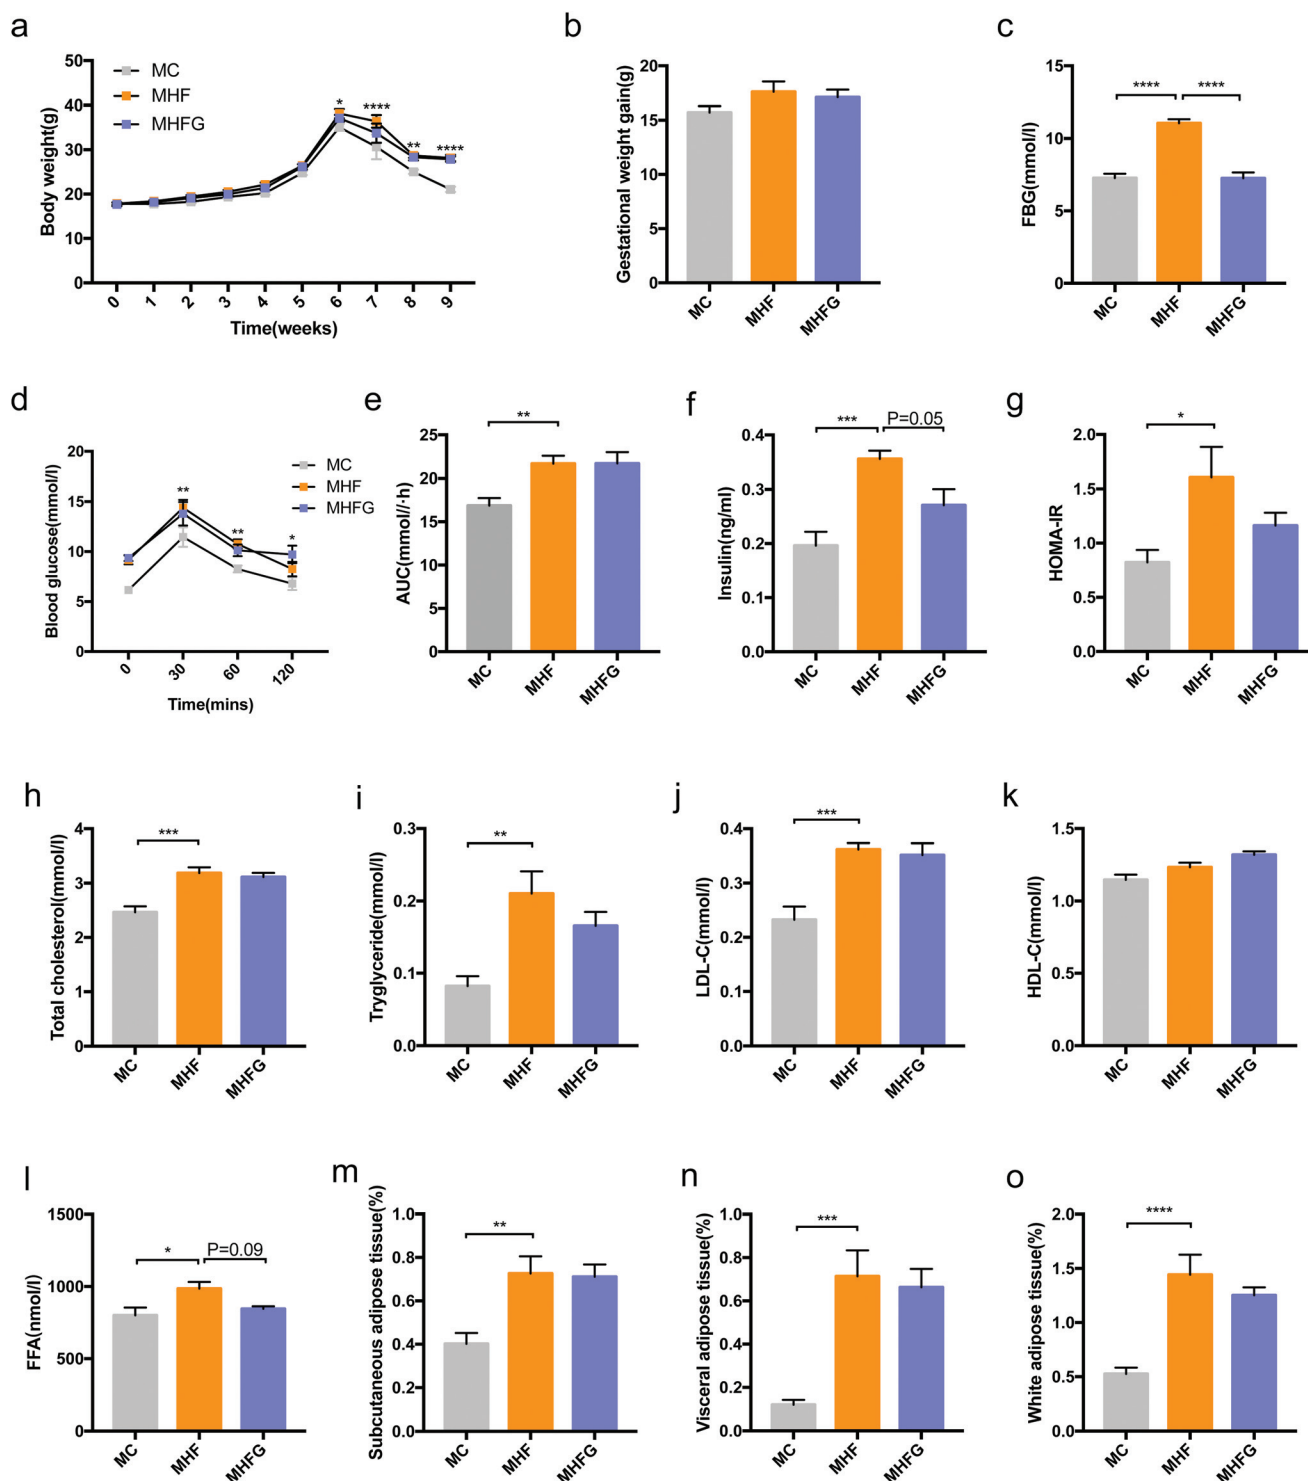 a
Body weight(g)
50
40
30
20
10
0
MC
MHF
MHFG
*
****
**
****
0 1 2 3 4 5 6 7 8 9
Time(weeks)
b
Gestational weight gain(g)
20
15
10
5
0
MC MHF MHFG
c
FBG(mmol/l)
15
10
5
0
**** ****
MC MHF MHFG
d
Blood glucose(mmol/l)
20
15
10
5
0
MC
MHF
MHFG
**
**
*
0 30 60 120
Time(mins)
e
AUC(mmol/l·h)
25
20
15
10
5
0
**
MC MHF MHFG
f
Insulin(ng/ml)
0.4
0.3
0.2
0.1
0.0
*** P=0.05
MC MHF MHFG
g
HOMA-IR
2.0
1.5
1.0
0.5
0.0
*
MC MHF MHFG
h
Total cholesterol(mmol/l)
4
3
2
1
0
***
MC MHF MHFG
i
Tryglyceride(mmol/l)
0.3
0.2
0.1
0.0
**
MC MHF MHFG
j
LDL-C(mmol/l)
0.4
0.3
0.2
0.1
0.0
***
MC MHF MHFG
k
HDL-C(mmol/l)
1.5
1.0
0.5
0.0
MC MHF MHFG
l
FFA(nmol/l)
1500
1000
500
0
* P=0.09
MC MHF MHFG
m
Subcutaneous adipose tissue(%)
1.0
0.8
0.6
0.4
0.2
0.0
**
MC MHF MHFG
n
Visceral adipose tissue(%)
1.0
0.8
0.6
0.4
0.2
0.0
***
MC MHF MHFG
o
White adipose tissue(%)
2.0
1.5
1.0
0.5
0.0
****
MC MHF MHFG